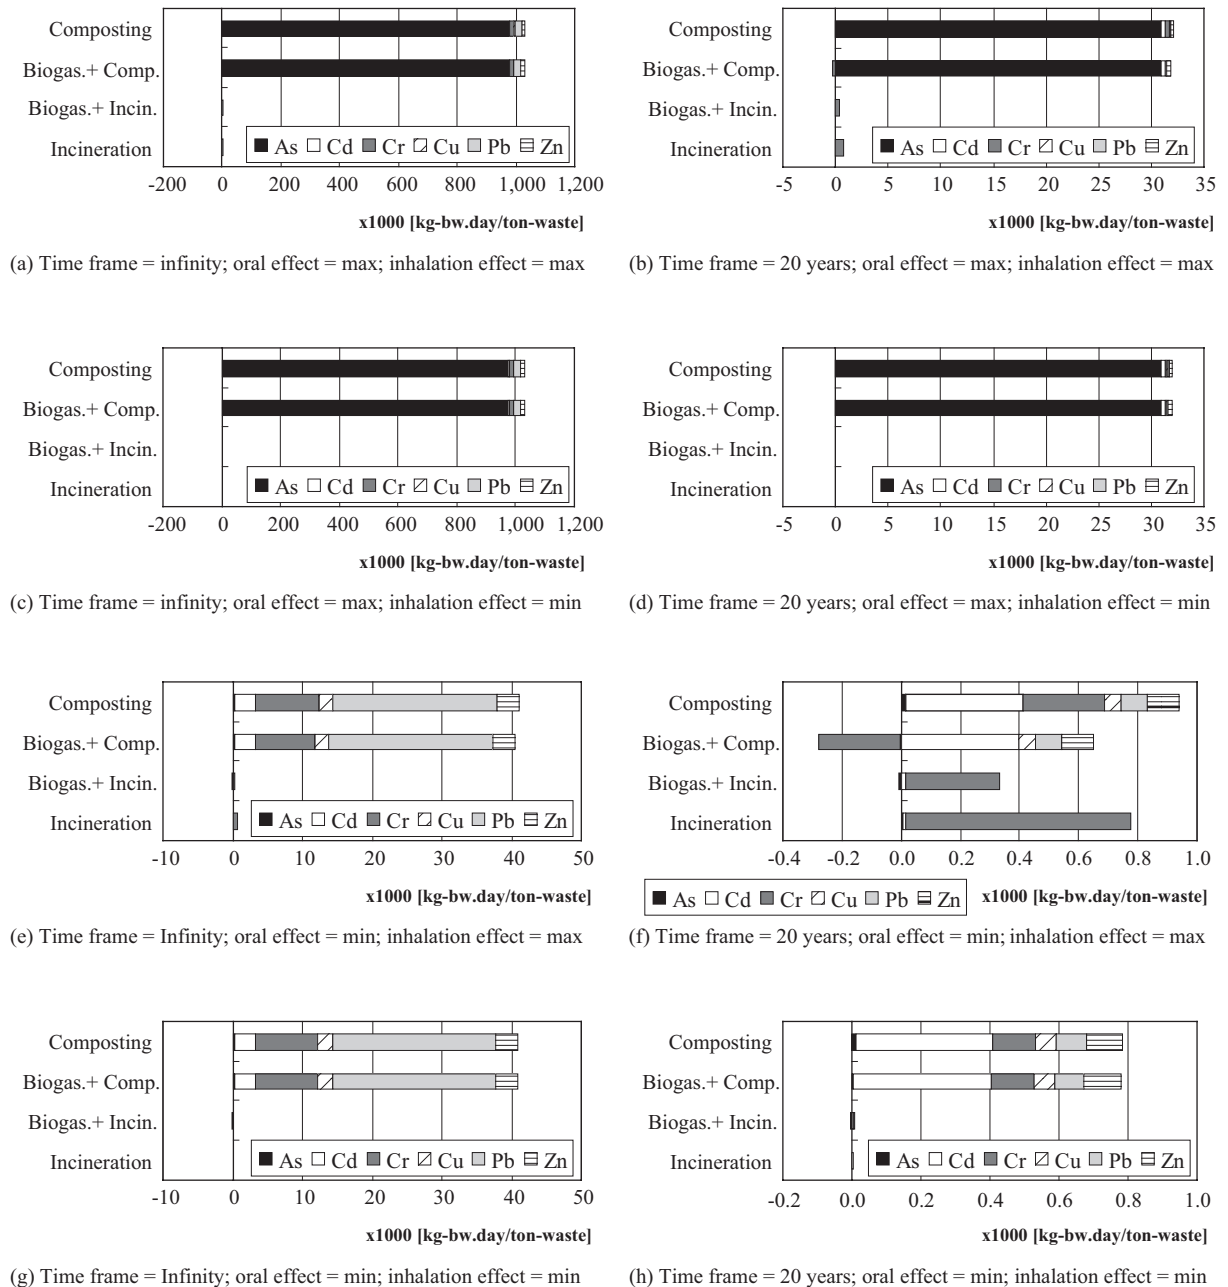 Composting
Biogas.+ Comp.
Biogas.+ Incin.
Incineration
As Cd Cr Cu Pb Zn
-200 0 200 400 600 800 1,000 1,200
x1000 [kg-bw.day/ton-waste]
(a) Time frame = infinity; oral effect = max; inhalation effect = max
Composting
Biogas.+ Comp.
Biogas.+ Incin.
Incineration
As Cd Cr Cu Pb Zn
-5 0 5 10 15 20 25 30 35
x1000 [kg-bw.day/ton-waste]
(b) Time frame = 20 years; oral effect = max; inhalation effect = max
Composting
Biogas.+ Comp.
Biogas.+ Incin.
Incineration
As Cd Cr Cu Pb Zn
-200 0 200 400 600 800 1,000 1,200
x1000 [kg-bw.day/ton-waste]
(c) Time frame = infinity; oral effect = max; inhalation effect = min
Composting
Biogas.+ Comp.
Biogas.+ Incin.
Incineration
As Cd Cr Cu Pb Zn
-5 0 5 10 15 20 25 30 35
x1000 [kg-bw.day/ton-waste]
(d) Time frame = 20 years; oral effect = max; inhalation effect = min
Composting
Biogas.+ Comp.
Biogas.+ Incin.
Incineration
As Cd Cr Cu Pb Zn
-10 0 10 20 30 40 50
x1000 [kg-bw.day/ton-waste]
(e) Time frame = Infinity; oral effect = min; inhalation effect = max
Composting
Biogas.+ Comp.
Biogas.+ Incin.
Incineration
-0.4 -0.2 0.0 0.2 0.4 0.6 0.8 1.0
As Cd Cr Cu Pb Zn x1000 [kg-bw.day/ton-waste]
(f) Time frame = 20 years; oral effect = min; inhalation effect = max
Composting
Biogas.+ Comp.
Biogas.+ Incin.
Incineration
As Cd Cr Cu Pb Zn
-10 0 10 20 30 40 50
x1000 [kg-bw.day/ton-waste]
(g) Time frame = Infinity; oral effect = min; inhalation effect = min
Composting
Biogas.+ Comp.
Biogas.+ Incin.
Incineration
As Cd Cr Cu Pb Zn
-0.2 0.0 0.2 0.4 0.6 0.8 1.0
x1000 [kg-bw.day/ton-waste]
(h) Time frame = 20 years; oral effect = min; inhalation effect = min